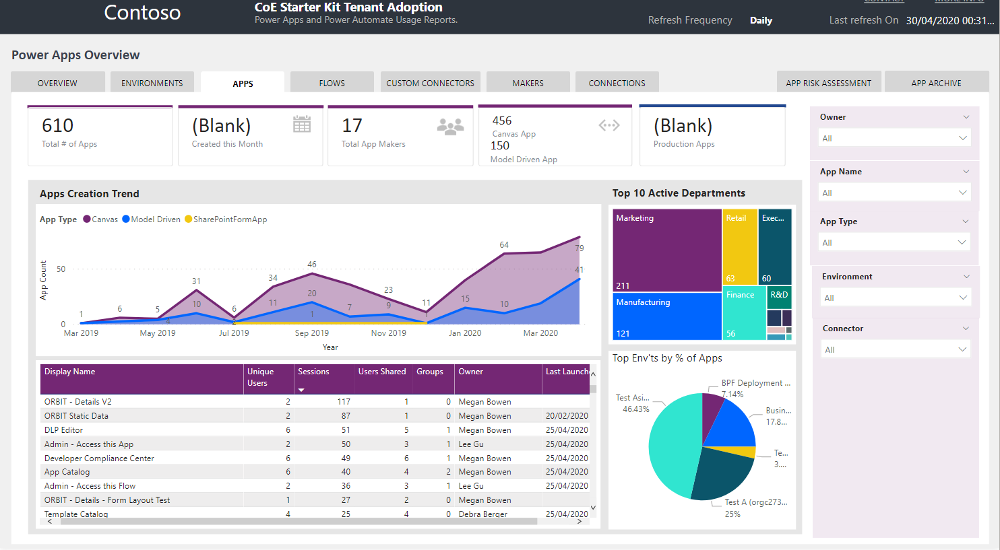 CONTACT MORE INFO
Contoso
CoE Starter Kit Tenant Adoption
Power Apps and Power Automate Usage Reports.
Refresh Frequency Daily Last refresh On 30/04/2020 00:31...
Power Apps Overview
OVERVIEW ENVIRONMENTS APPS FLOWS CUSTOM CONNECTORS MAKERS CONNECTIONS APP RISK ASSESSMENT APP ARCHIVE
610
Total # of Apps
(Blank)
Created this Month
17
Total App Makers
456
Canvas App
150
Model Driven App
(Blank)
Production Apps
Owner
All
App Name
All
App Type
All
Environment
All
Connector
All
Apps Creation Trend
App Type Canvas Model Driven SharePointFormApp
App Count
50
0
1
6
5
4
31
10
6
2
34
11
46
20
1
7
23
9
11
1
15
64
10
79
41
Mar 2019 May 2019 Jul 2019 Sep 2019 Nov 2019 Jan 2020 Mar 2020
Year
Top 10 Active Departments
Marketing
211
Manufacturing
121
Retail
63
Exec...
60
Finance
56
R&D
Display Name Unique Users Sessions Users Shared Groups Owner Last Launche
ORBIT - Details V2 2 117 1 0 Megan Bowen
ORBIT Static Data 2 87 1 0 Megan Bowen 20/02/2020
DLP Editor 6 51 5 1 Megan Bowen 25/04/2020
Admin - Access this App 2 50 3 1 Lee Gu 25/04/2020
Developer Compliance Center 6 49 6 1 Megan Bowen 25/04/2020
App Catalog 6 40 4 2 Megan Bowen 25/04/2020
Admin - Access this Flow 2 36 3 1 Lee Gu 25/04/2020
ORBIT - Details - Form Layout Test 1 27 2 0 Megan Bowen
Template Catalog 4 25 4 0 Debra Berger 25/04/2020
Top Env'ts by % of Apps
BPF Deployment ...
7.14%
Busin...
17.8...
Te...
3....
Test A (orgc273...
25%
Test Asi...
46.43%